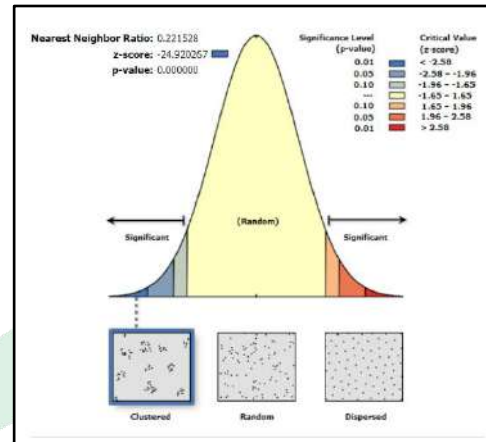 Nearest Neighbor Ratio: 0.221528
z-score: -24.920267
p-value: 0.000000
Significance Level
(p-value)
Critical Value
(z-score)
0.01 < -2.58
0.05 -2.58 - -1.96
0.10 -1.96 - -1.65
--- -1.65 - 1.65
0.10 1.65 - 1.96
0.05 1.96 - 2.58
0.01 > 2.58
(Random)
Significant
Significant
Clustered
Random
Dispersed